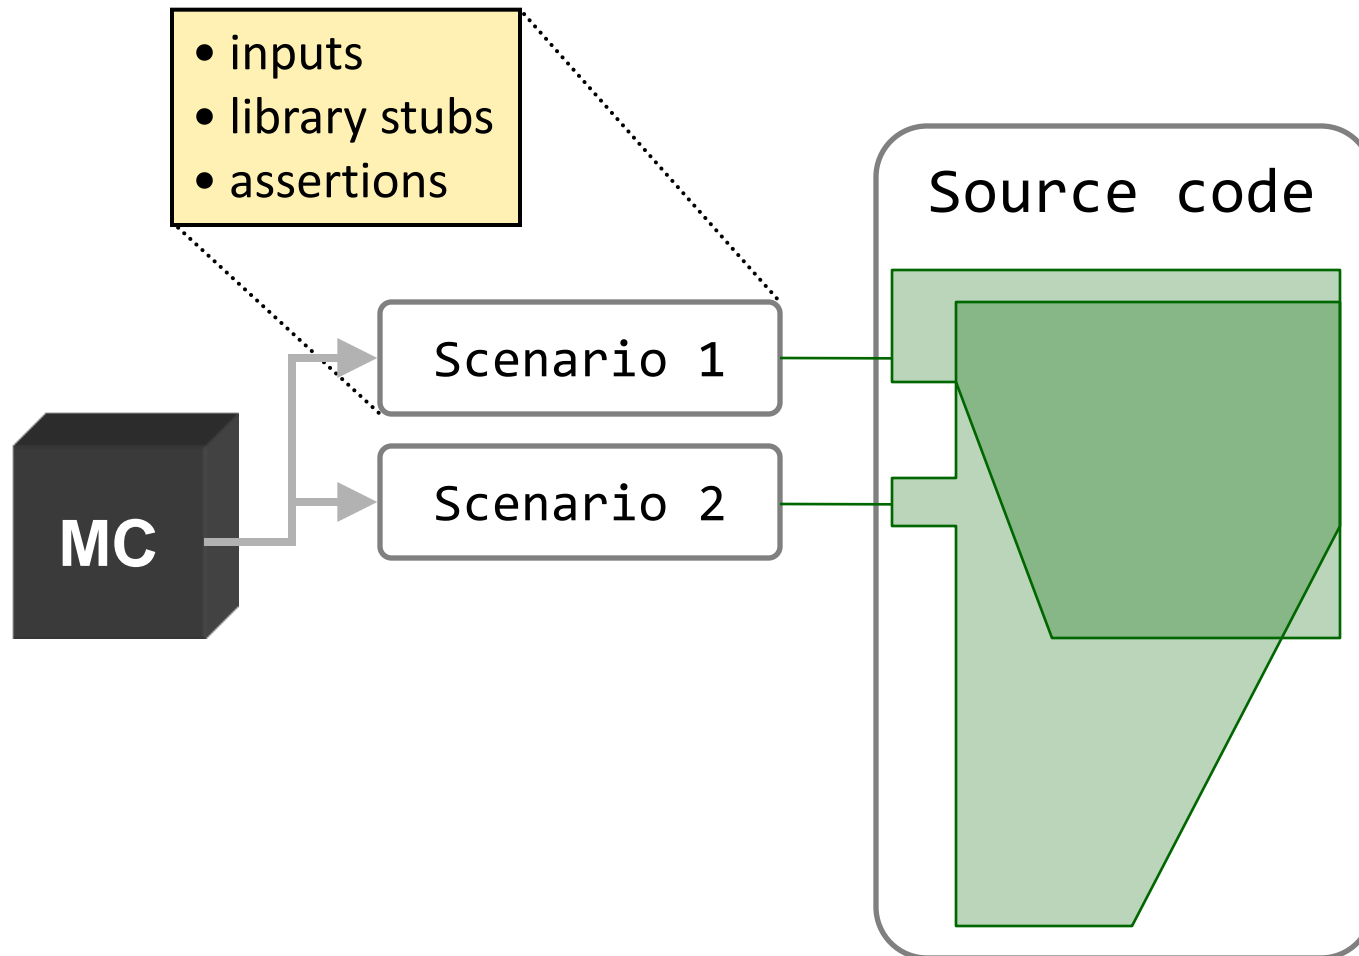 • inputs
• library stubs
• assertions
Source code
Scenario 1
Scenario 2
MC